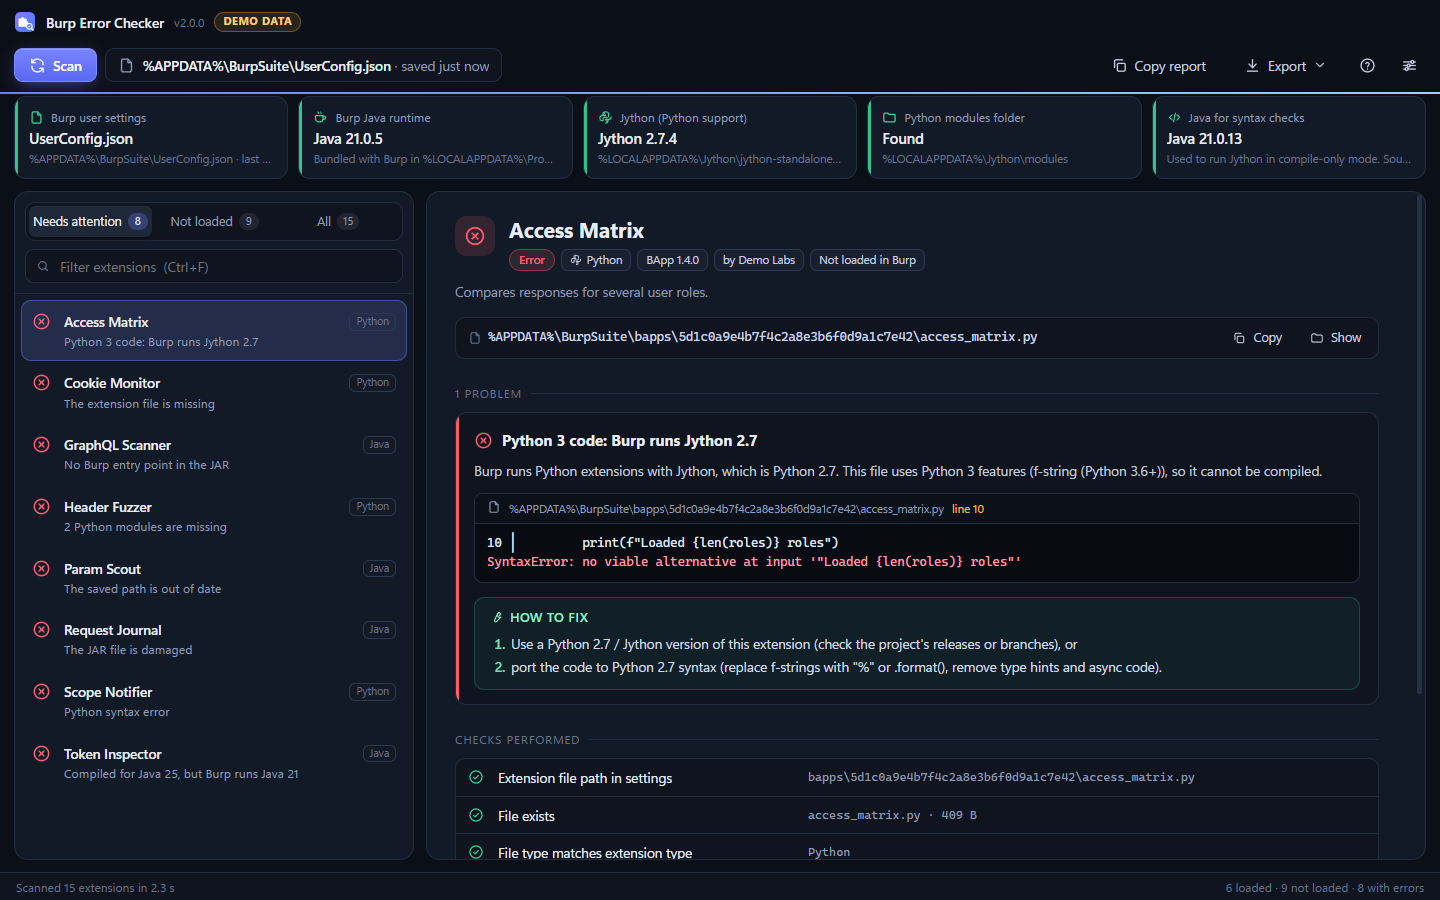 Burp Error Checker v2.0.0 DEMO DATA
Scan
%APPDATA%\BurpSuite\UserConfig.json · saved just now
Copy report
Export
Burp user settings
UserConfig.json
%APPDATA%\BurpSuite\UserConfig.json · last ...
Burp Java runtime
Java 21.0.5
Bundled with Burp in %LOCALAPPDATA%\Pro...
Jython (Python support)
Jython 2.7.4
%LOCALAPPDATA%\Jython\jython-standalone...
Python modules folder
Found
%LOCALAPPDATA%\Jython\modules
Java for syntax checks
Java 21.0.13
Used to run Jython in compile-only mode. Sou...
Needs attention 8
Not loaded 9
All 15
Filter extensions (Ctrl+F)
Access Matrix Python
Python 3 code: Burp runs Jython 2.7
Cookie Monitor Python
The extension file is missing
GraphQL Scanner Java
No Burp entry point in the JAR
Header Fuzzer Python
2 Python modules are missing
Param Scout Java
The saved path is out of date
Request Journal Java
The JAR file is damaged
Scope Notifier Python
Python syntax error
Token Inspector Java
Compiled for Java 25, but Burp runs Java 21
Access Matrix
Error Python BApp 1.4.0 by Demo Labs Not loaded in Burp
Compares responses for several user roles.
%APPDATA%\BurpSuite\bapps\5d1c0a9e4b7f4c2a8e3b6f0d9a1c7e42\access_matrix.py Copy Show
1 PROBLEM
Python 3 code: Burp runs Jython 2.7
Burp runs Python extensions with Jython, which is Python 2.7. This file uses Python 3 features (f-string (Python 3.6+)), so it cannot be compiled.
%APPDATA%\BurpSuite\bapps\5d1c0a9e4b7f4c2a8e3b6f0d9a1c7e42\access_matrix.py line 10
10 print(f"Loaded {len(roles)} roles")
SyntaxError: no viable alternative at input '"Loaded {len(roles)} roles"'
HOW TO FIX
1. Use a Python 2.7 / Jython version of this extension (check the project's releases or branches), or
2. port the code to Python 2.7 syntax (replace f-strings with "%" or .format(), remove type hints and async code).
CHECKS PERFORMED
Extension file path in settings bapps\5d1c0a9e4b7f4c2a8e3b6f0d9a1c7e42\access_matrix.py
File exists access_matrix.py · 409 B
File type matches extension type Python
Scanned 15 extensions in 2.3 s
6 loaded · 9 not loaded · 8 with errors